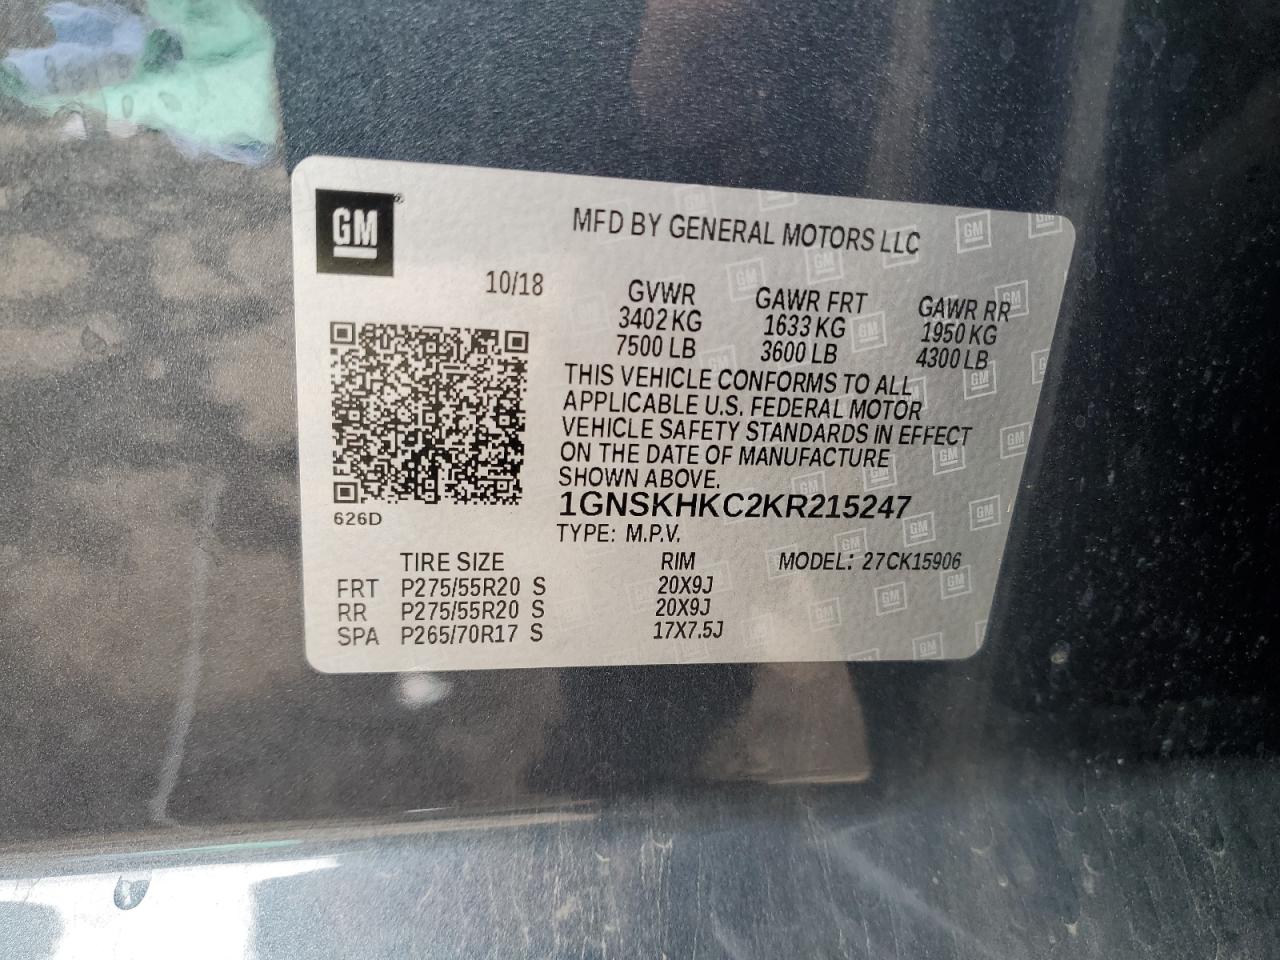 GM
MFD BY GENERAL MOTORS LLC
10/18
GVWR GAWR FRT GAWR RR
3402 KG 1633 KG 1950 KG
7500 LB 3600 LB 4300 LB
THIS VEHICLE CONFORMS TO ALL
APPLICABLE U.S. FEDERAL MOTOR
VEHICLE SAFETY STANDARDS IN EFFECT
ON THE DATE OF MANUFACTURE
SHOWN ABOVE.
1GNSKHKC2KR215247
626D
TYPE: M.P.V.
TIRE SIZE RIM MODEL: 27CK15906
FRT P275/55R20 S 20X9J
RR P275/55R20 S 20X9J
SPA P265/70R17 S 17X7.5J